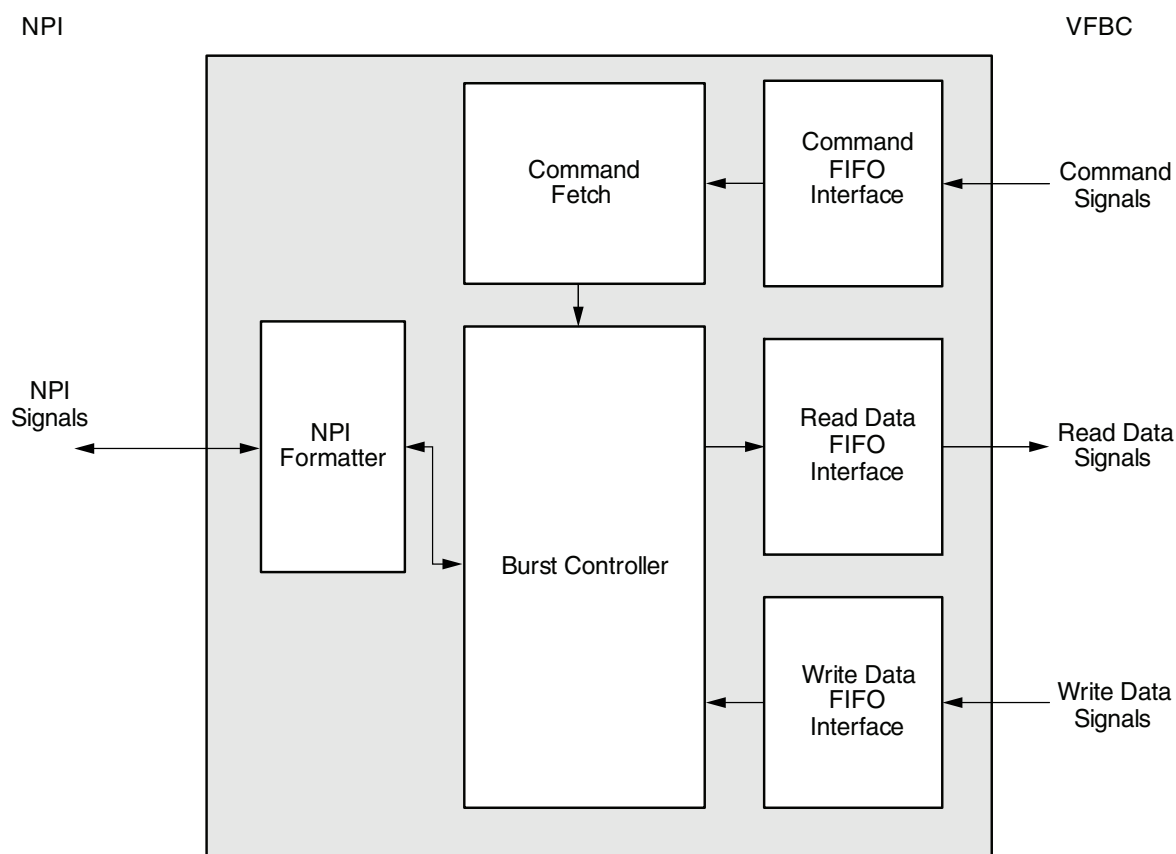 NPI
VFBC
Command
Fetch
Command
FIFO
Interface
Command
Signals
NPI
Signals
NPI
Formatter
Burst Controller
Read Data
FIFO
Interface
Read Data
Signals
Write Data
FIFO
Interface
Write Data
Signals